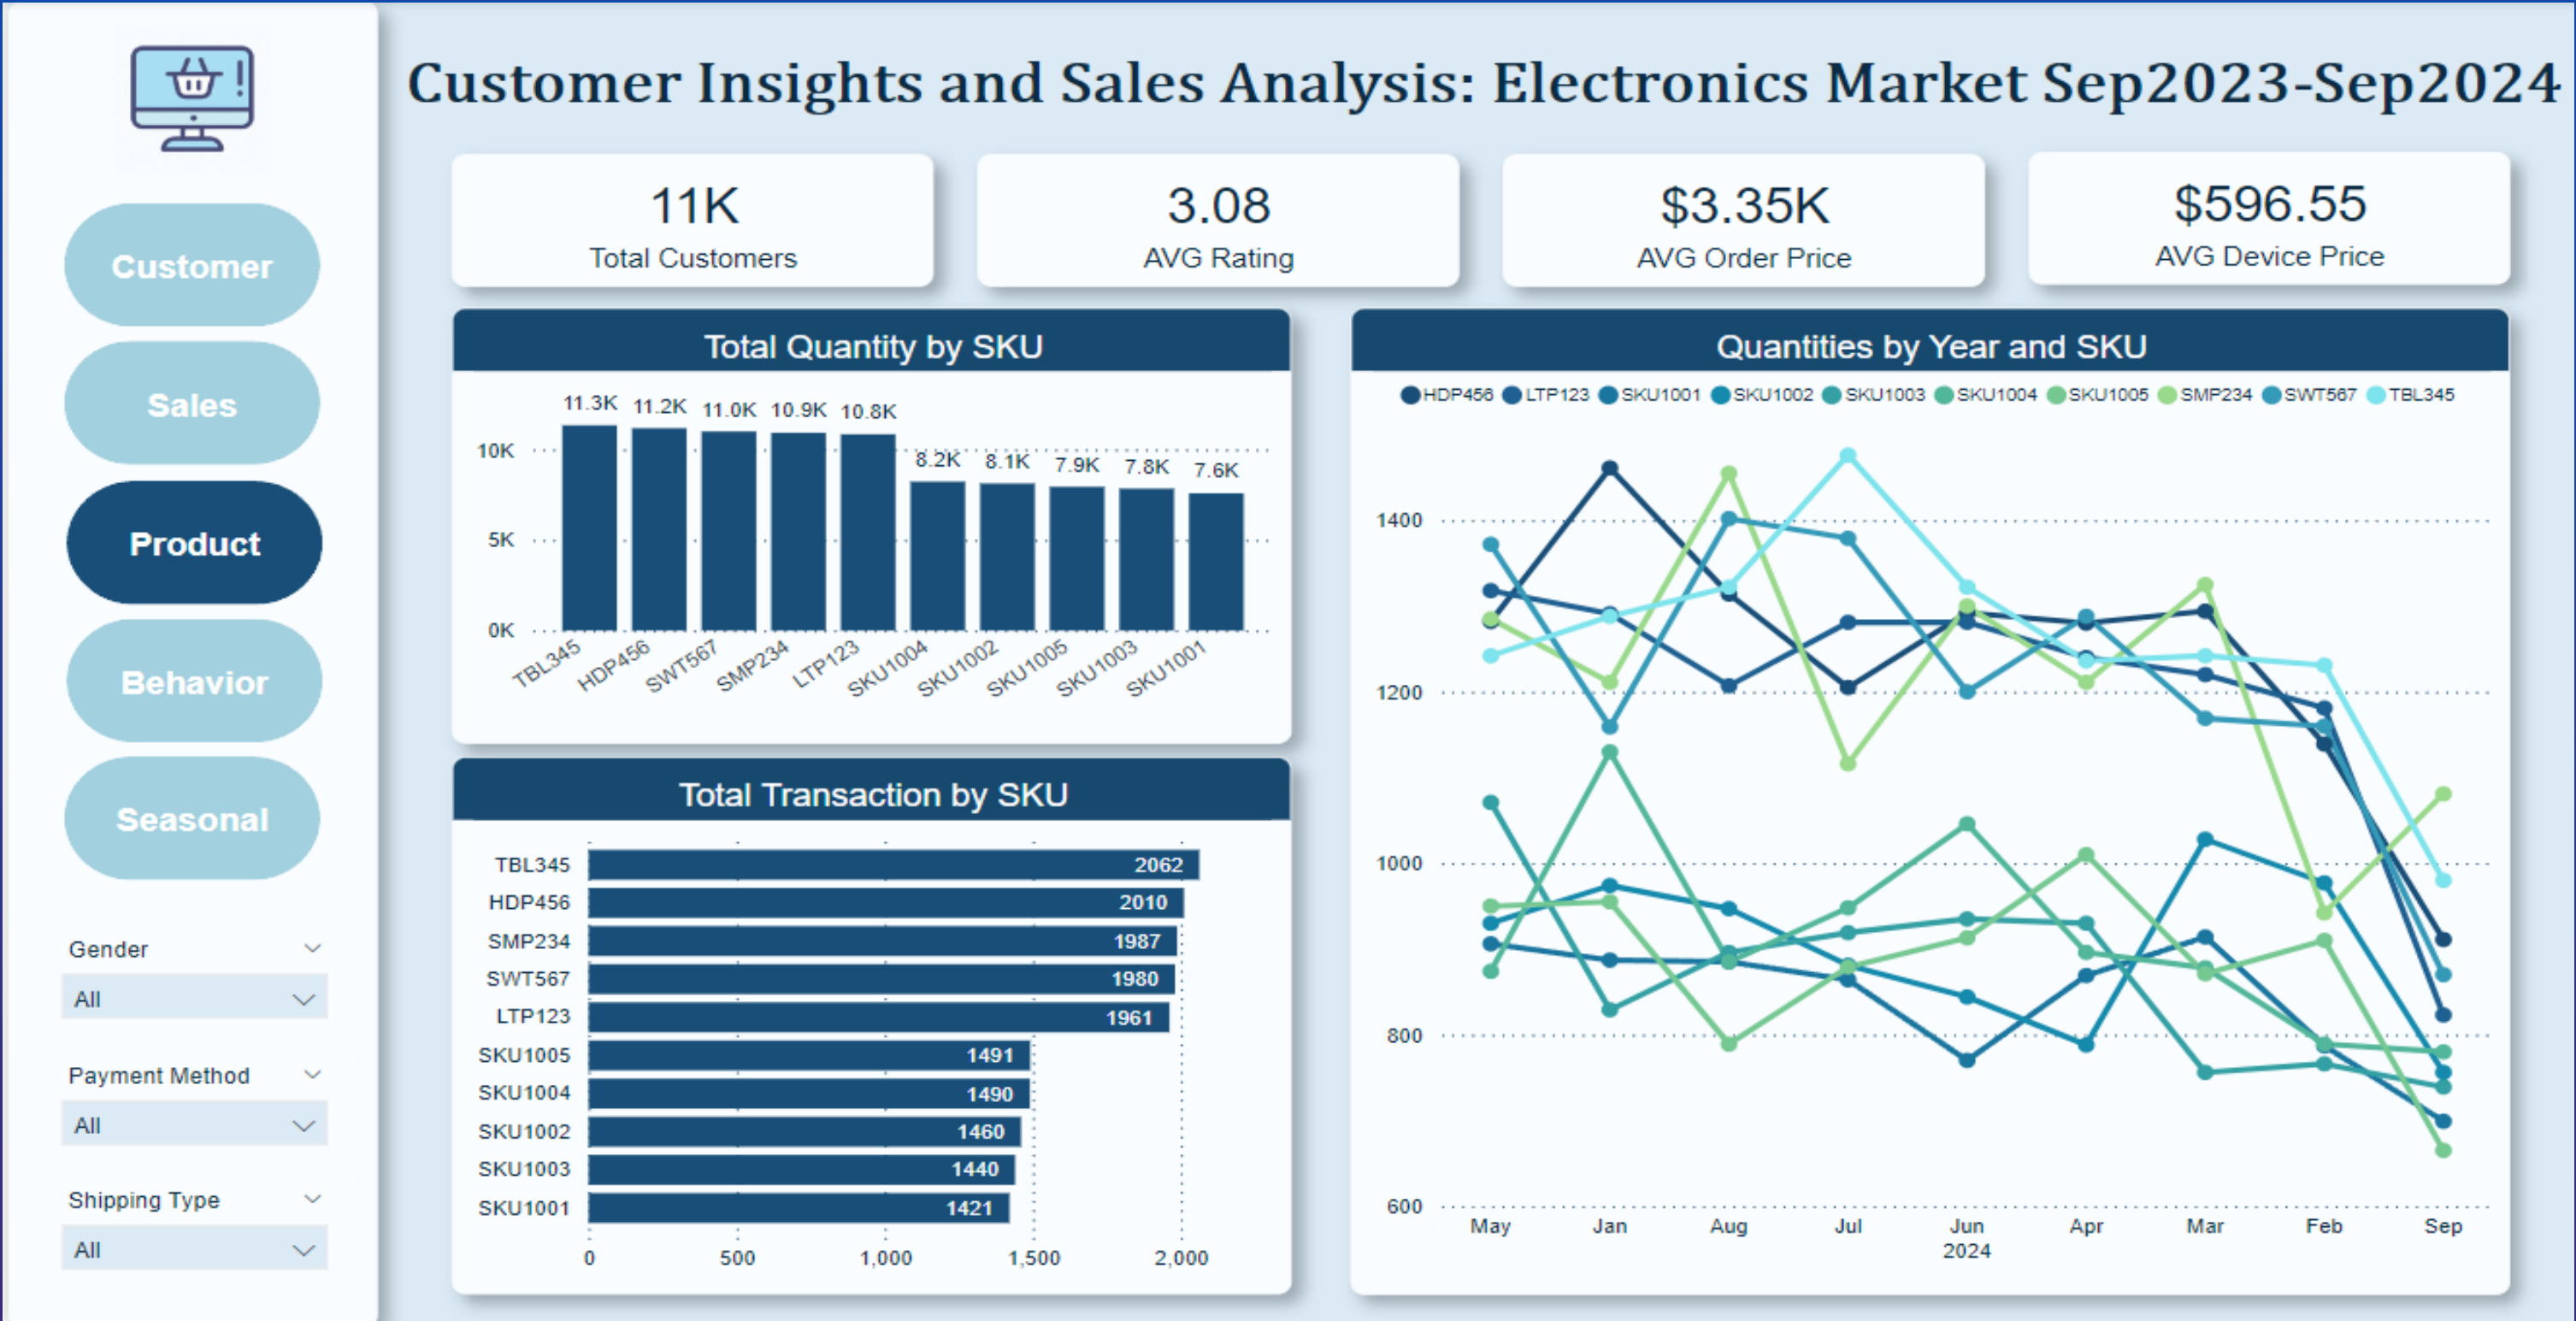 Customer Insights and Sales Analysis: Electronics Market Sep2023-Sep2024
Customer
Sales
Product
Behavior
Seasonal
Gender
All
Payment Method
All
Shipping Type
All
11K
Total Customers
3.08
AVG Rating
$3.35K
AVG Order Price
$596.55
AVG Device Price
Total Quantity by SKU
11.3K 11.2K 11.0K 10.9K 10.8K 8.2K 8.1K 7.9K 7.8K 7.6K
10K
5K
0K
TBL345 HDP456 SWT567 SMP234 LTP123 SKU1004 SKU1002 SKU1005 SKU1003 SKU1001
Total Transaction by SKU
TBL345 2062
HDP456 2010
SMP234 1987
SWT567 1980
LTP123 1961
SKU1005 1491
SKU1004 1490
SKU1002 1460
SKU1003 1440
SKU1001 1421
0 500 1,000 1,500 2,000
Quantities by Year and SKU
HDP456 LTP123 SKU1001 SKU1002 SKU1003 SKU1004 SKU1005 SMP234 SWT567 TBL345
1400
1200
1000
800
600
May Jan Aug Jul Jun Apr Mar Feb Sep
2024